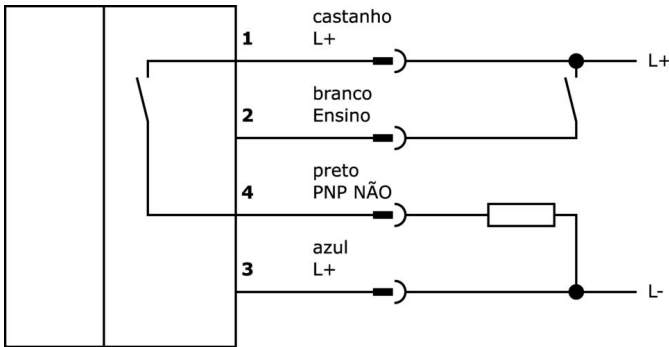 castanho
1 L+ L+
branco
2 Ensino
preto
4 PNP NÃO
azul
3 L+
L-